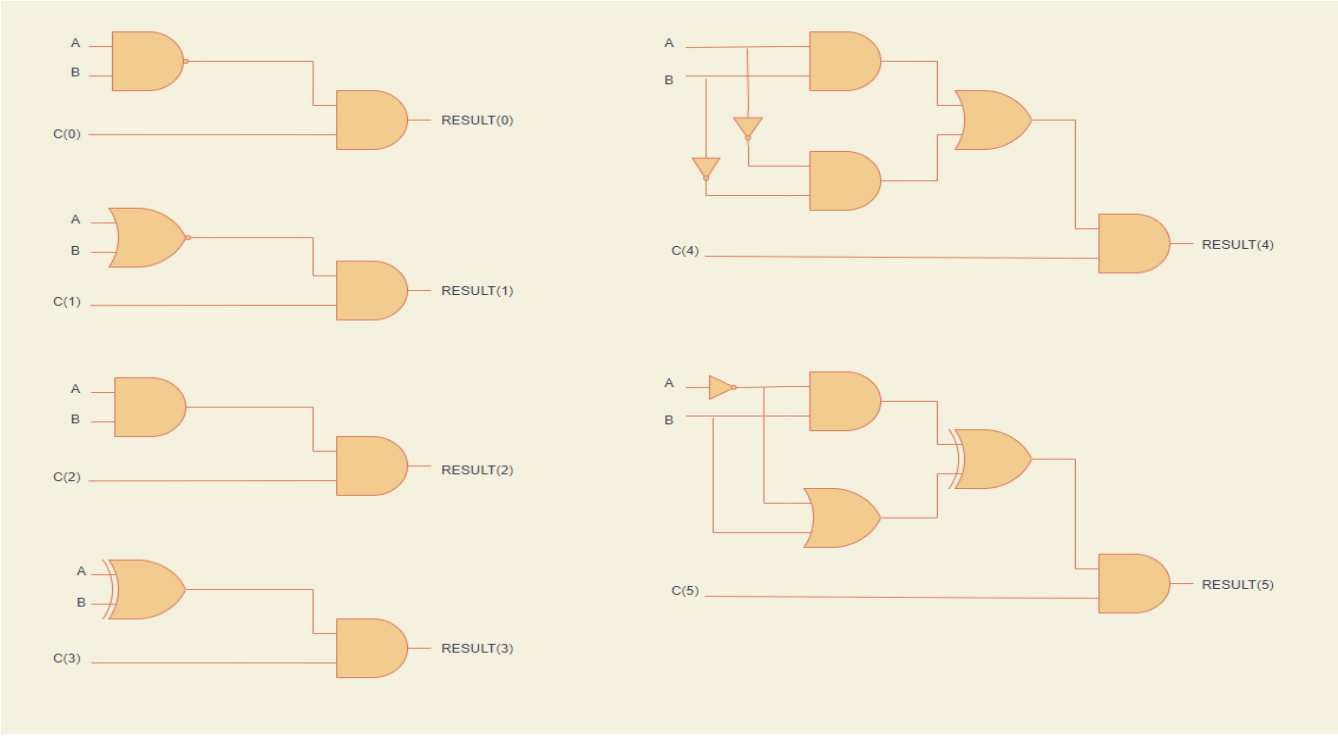 A
B
C(0)
RESULT(0)
A
B
C(1)
RESULT(1)
A
B
C(2)
RESULT(2)
A
B
C(3)
RESULT(3)
A
B
C(4)
RESULT(4)
A
B
C(5)
RESULT(5)